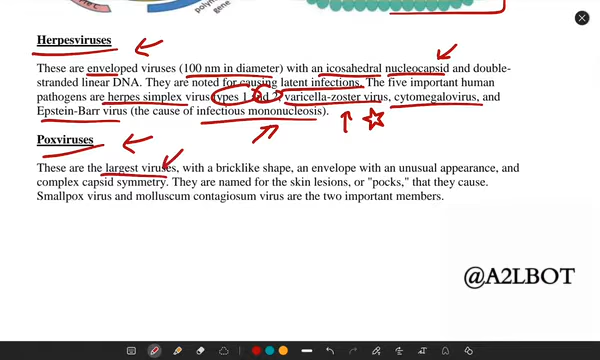 polym
gene
Herpesviruses
These are enveloped viruses (100 nm in diameter) with an icosahedral nucleocapsid and double-
stranded linear DNA. They are noted for causing latent infections. The five important human
pathogens are herpes simplex virus types 1 and 2, varicella-zoster virus, cytomegalovirus, and
Epstein-Barr virus (the cause of infectious mononucleosis).
Poxviruses
These are the largest viruses, with a bricklike shape, an envelope with an unusual appearance, and
complex capsid symmetry. They are named for the skin lesions, or "pocks," that they cause.
Smallpox virus and molluscum contagiosum virus are the two important members.
@A2LBOT